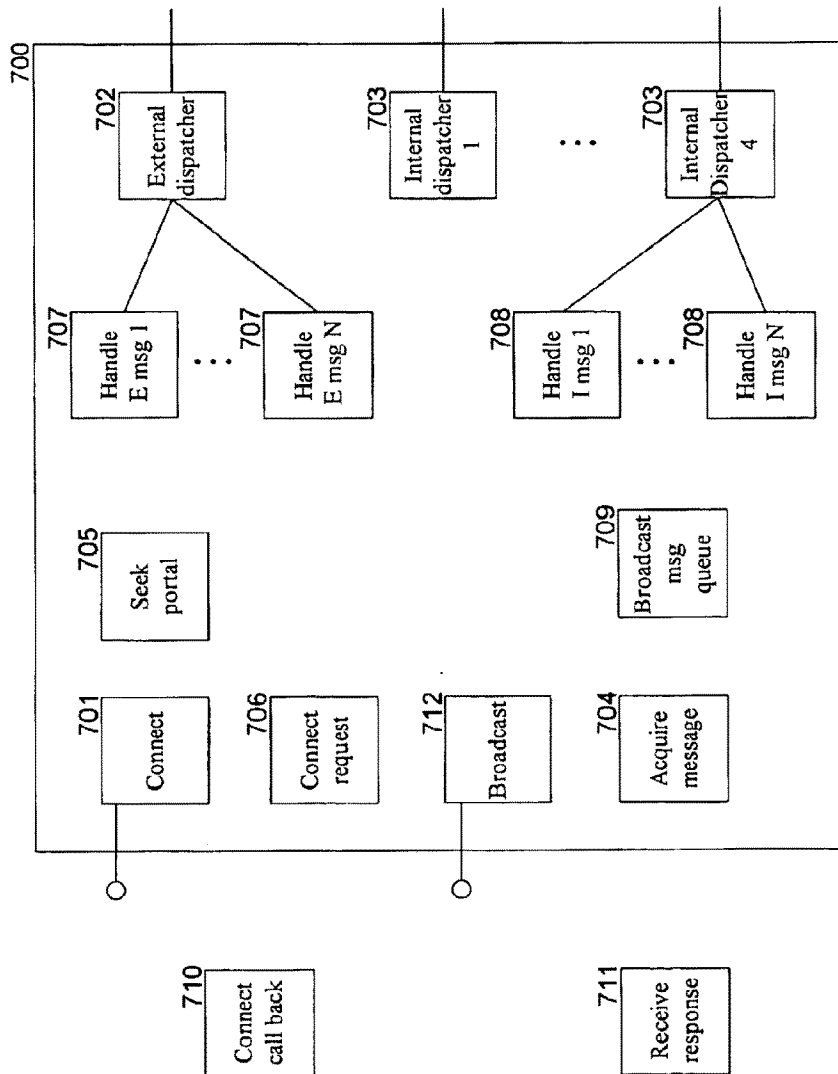 Receive
response
711
Connect
call back
710
Acquire
message
704
Broadcast
712
Connect
request
706
Connect
701
Broadcast
msg
queue
709
Seek
portal
705
Handle
I msg N
708
...
Handle
I msg 1
708
Handle
E msg N
707
...
Handle
E msg 1
707
Internal
Dispatcher
4
703
...
Internal
dispatcher
1
703
External
dispatcher
702
700